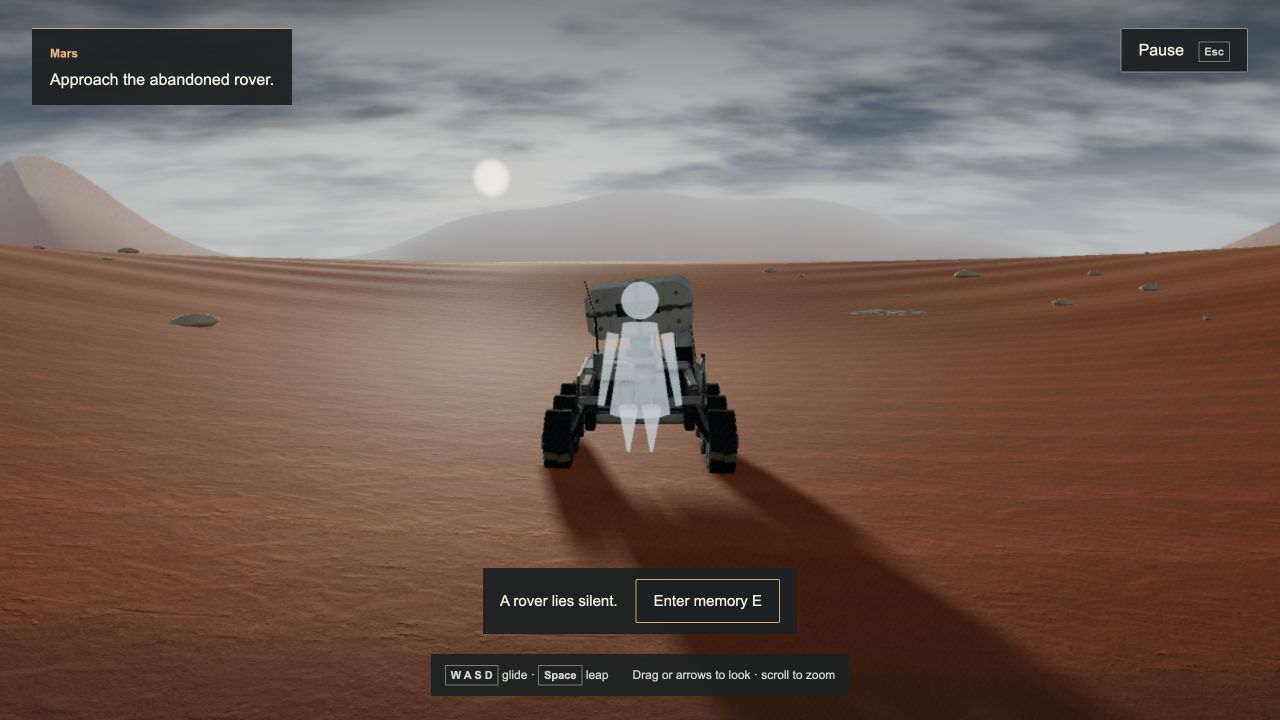 Mars
Approach the abandoned rover.
Pause Esc
A rover lies silent. Enter memory E
W A S D glide · Space leap Drag or arrows to look · scroll to zoom